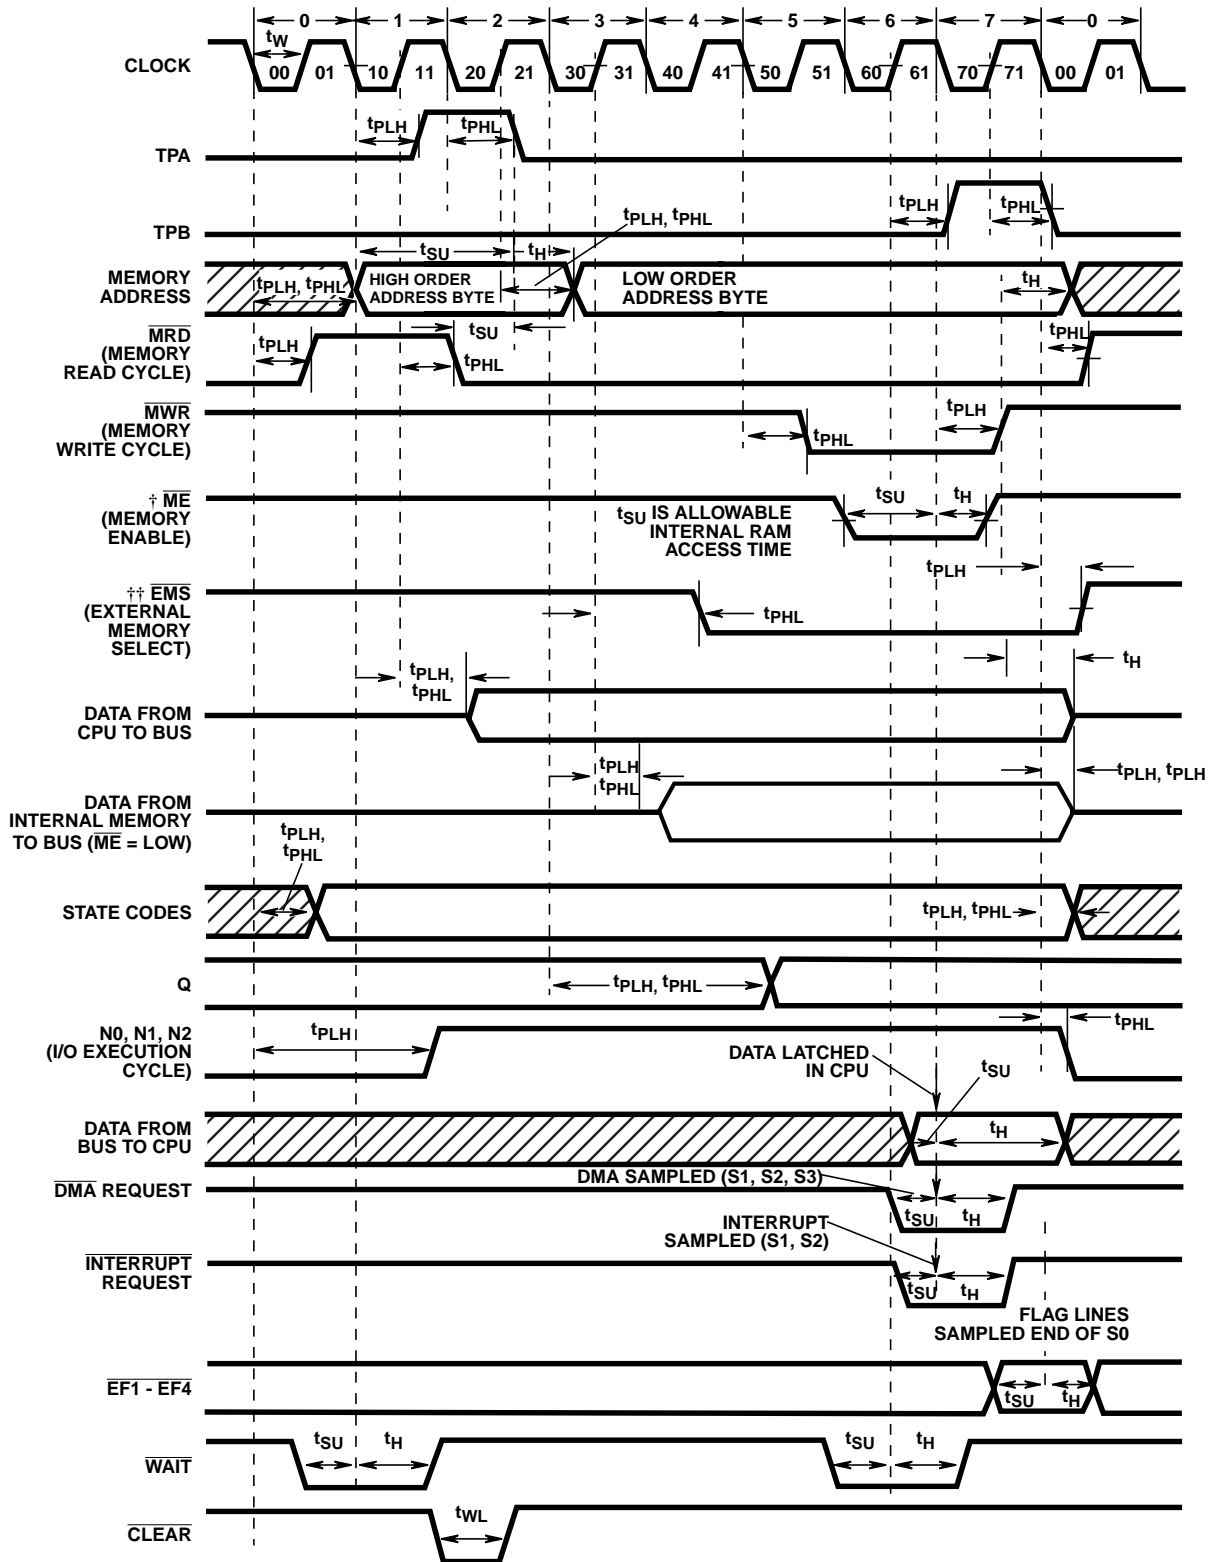 0 1 2 3 4 5 6 7 0
tW
CLOCK
00 01 10 11 20 21 30 31 40 41 50 51 60 61 70 71 00 01
tPLH tPHL
TPA
tPLH tPHL
TPB
tPLH, tPHL
tSU tH
MEMORY
ADDRESS
tPLH, tPHL
HIGH ORDER
ADDRESS BYTE
LOW ORDER
ADDRESS BYTE
tH
MRD
(MEMORY
READ CYCLE)
tPLH
tSU
tPHL
tPHL
MWR
(MEMORY
WRITE CYCLE)
tPHL
tPLH
† ME
(MEMORY
ENABLE)
tSU IS ALLOWABLE
INTERNAL RAM
ACCESS TIME
tSU tH
†† EMS
(EXTERNAL
MEMORY
SELECT)
tPHL
tPLH
DATA FROM
CPU TO BUS
tPLH,
tPHL
tH
DATA FROM
INTERNAL MEMORY
TO BUS (ME = LOW)
tPLH
tPHL
tPLH, tPLH
tPLH,
tPHL
STATE CODES
tPLH, tPHL
Q
tPLH, tPHL
N0, N1, N2
(I/O EXECUTION
CYCLE)
tPLH
tPHL
DATA LATCHED
IN CPU
tSU
DATA FROM
BUS TO CPU
tH
DMA SAMPLED (S1, S2, S3)
DMA REQUEST
tSU tH
INTERRUPT
SAMPLED (S1, S2)
INTERRUPT
REQUEST
tSU tH
FLAG LINES
SAMPLED END OF S0
EF1 - EF4
tSU tH
WAIT
tSU tH tSU tH
CLEAR
tWL